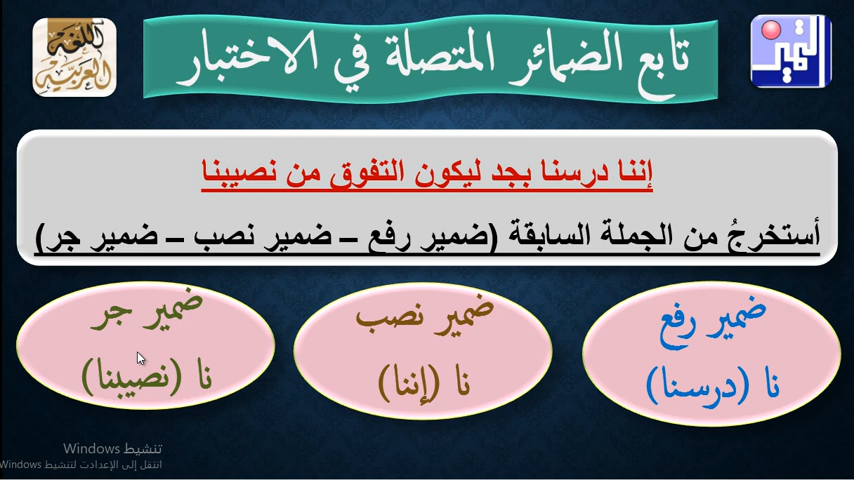 تابع الضمائر المتصلة في الاختبار
اللغة العربية
التميز
إننا درسنا بجد ليكون التفوق من نصيبنا
أستخرجُ من الجملة السابقة (ضمير رفع – ضمير نصب – ضمير جر)
ضمير رفع
نا (درسنا)
ضمير نصب
نا (إننا)
ضمير جر
نا (نصيبنا)
تنشيط Windows
انتقل إلى الإعدادت لتنشيط Windows